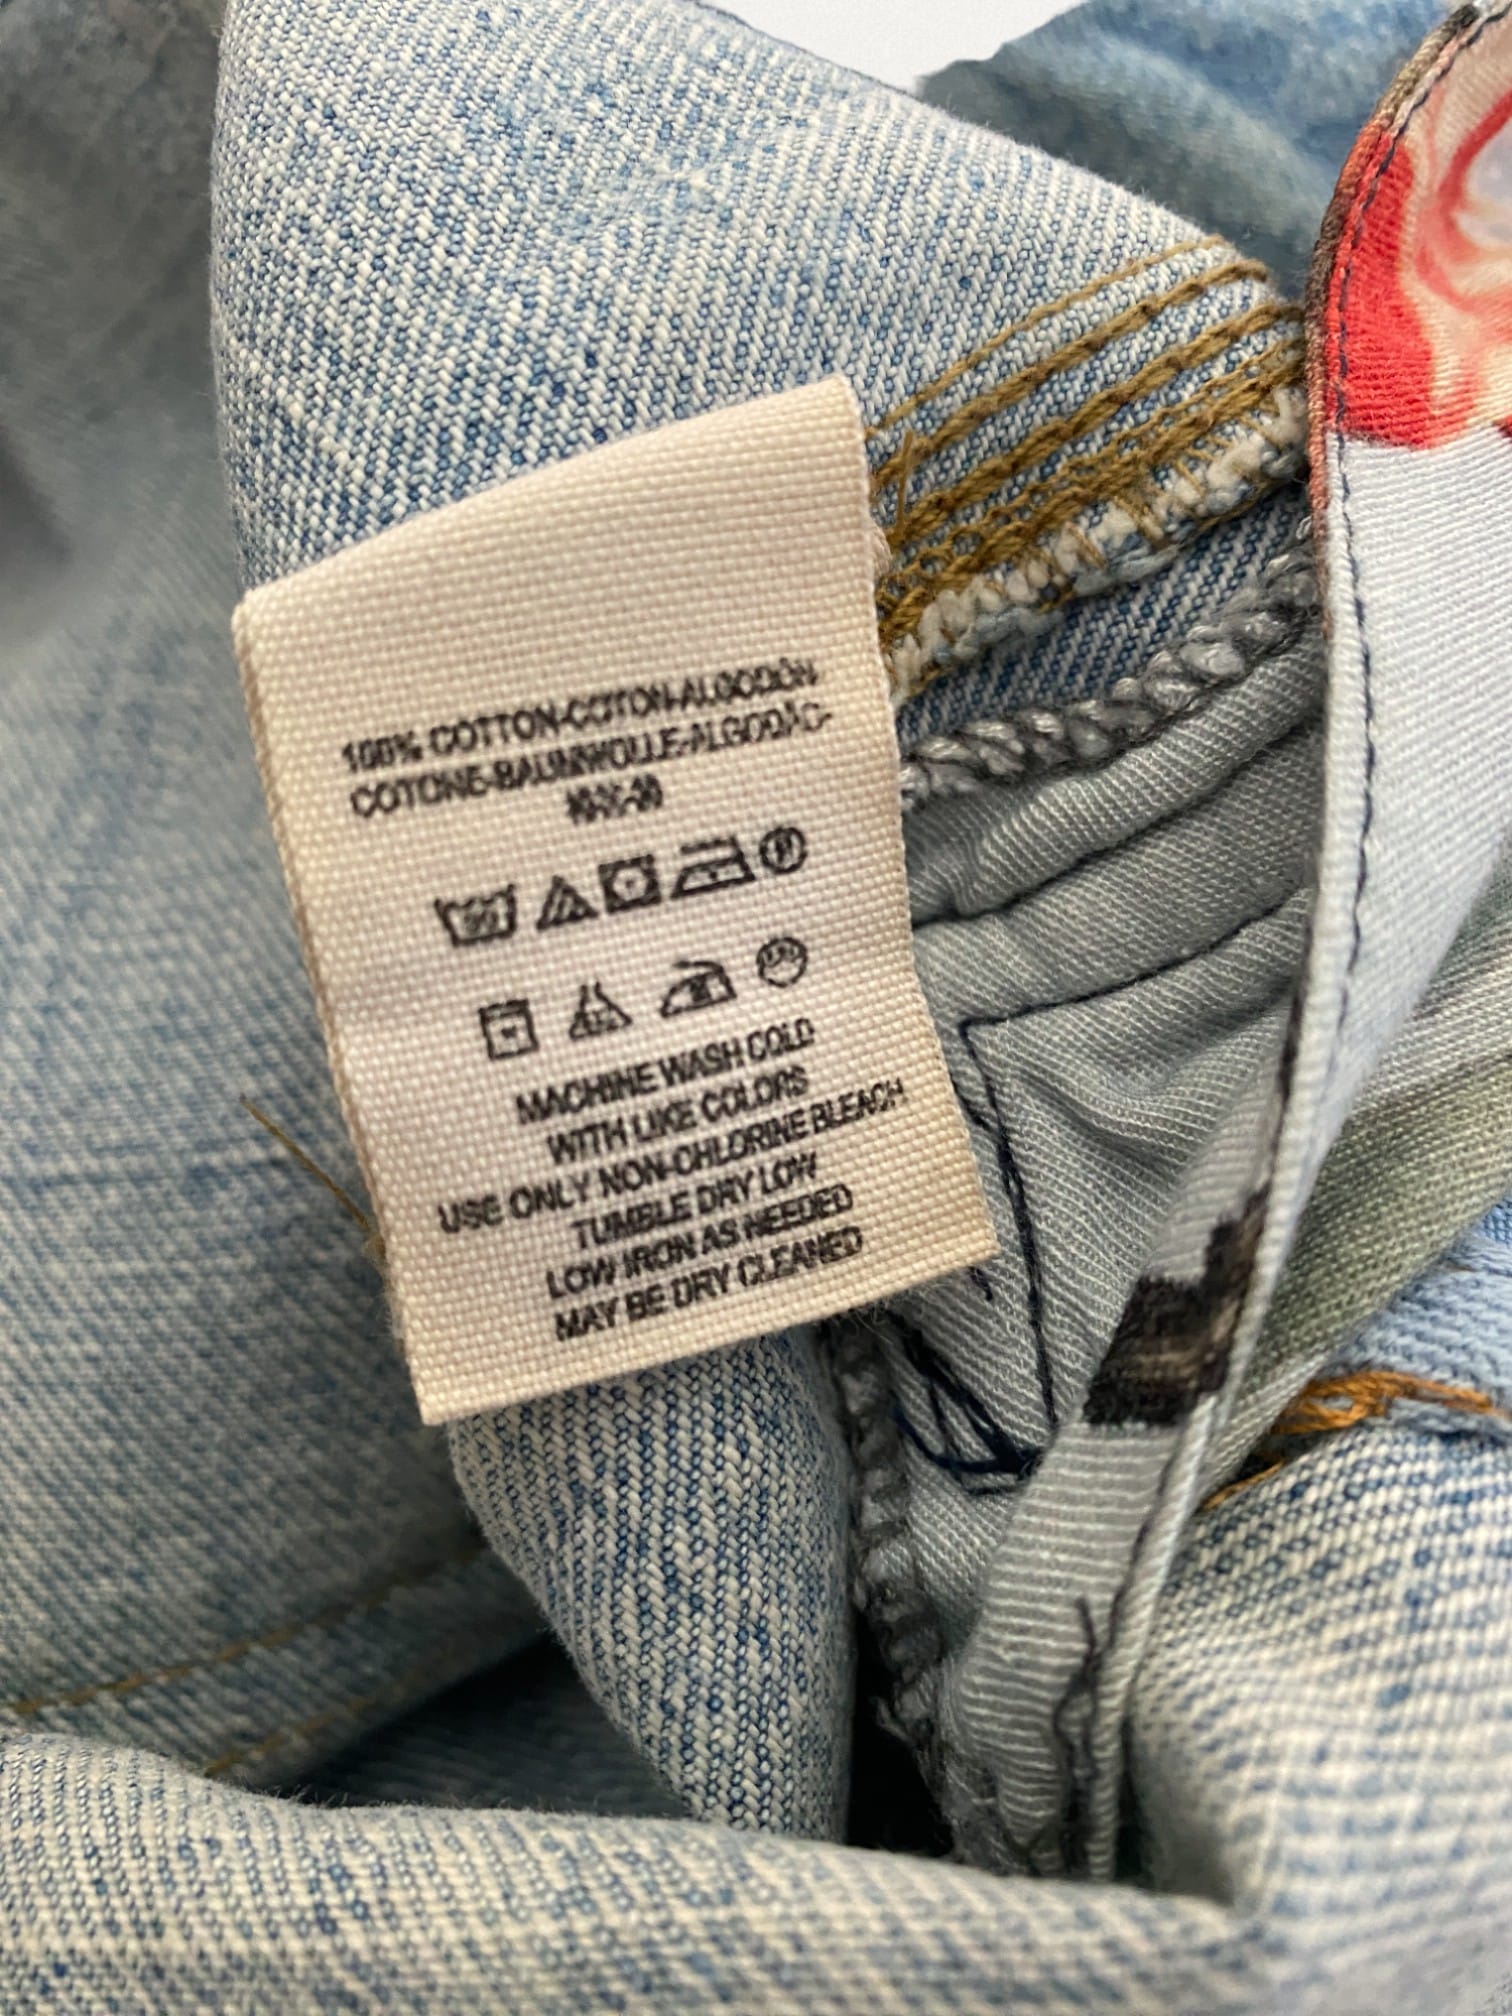 100% COTTON-COTON-ALGODÓN
COTONE-BAUMWOLLE-ALGODÃO-
MACHINE WASH COLD
WITH LIKE COLORS
USE ONLY NON-CHLORINE BLEACH
TUMBLE DRY LOW
LOW IRON AS NEEDED
MAY BE DRY CLEANED